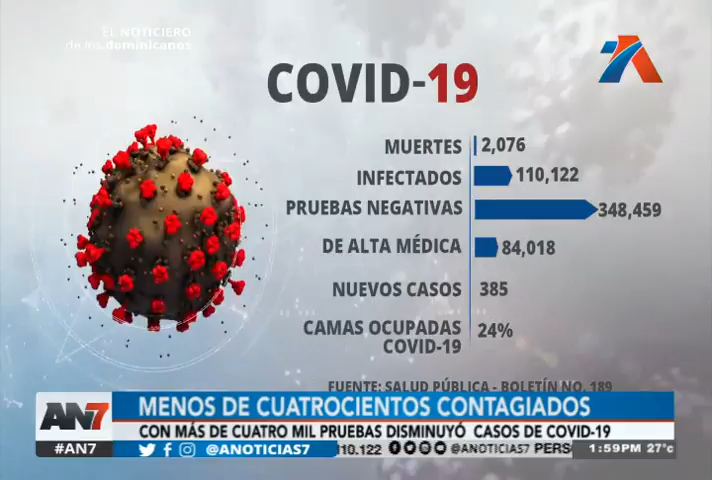 EL NOTICIERO
de los dominicanos
COVID-19
MUERTES 2,076
INFECTADOS 110,122
PRUEBAS NEGATIVAS 348,459
DE ALTA MÉDICA 84,018
NUEVOS CASOS 385
CAMAS OCUPADAS 24%
COVID-19
FUENTE: SALUD PÚBLICA - BOLETÍN NO. 189
AN7 MENOS DE CUATROCIENTOS CONTAGIADOS
CON MÁS DE CUATRO MIL PRUEBAS DISMINUYÓ CASOS DE COVID-19
#AN7 @ANOTICIAS7 110.122 @ANOTICIAS7 PERS 1:59PM 27°c